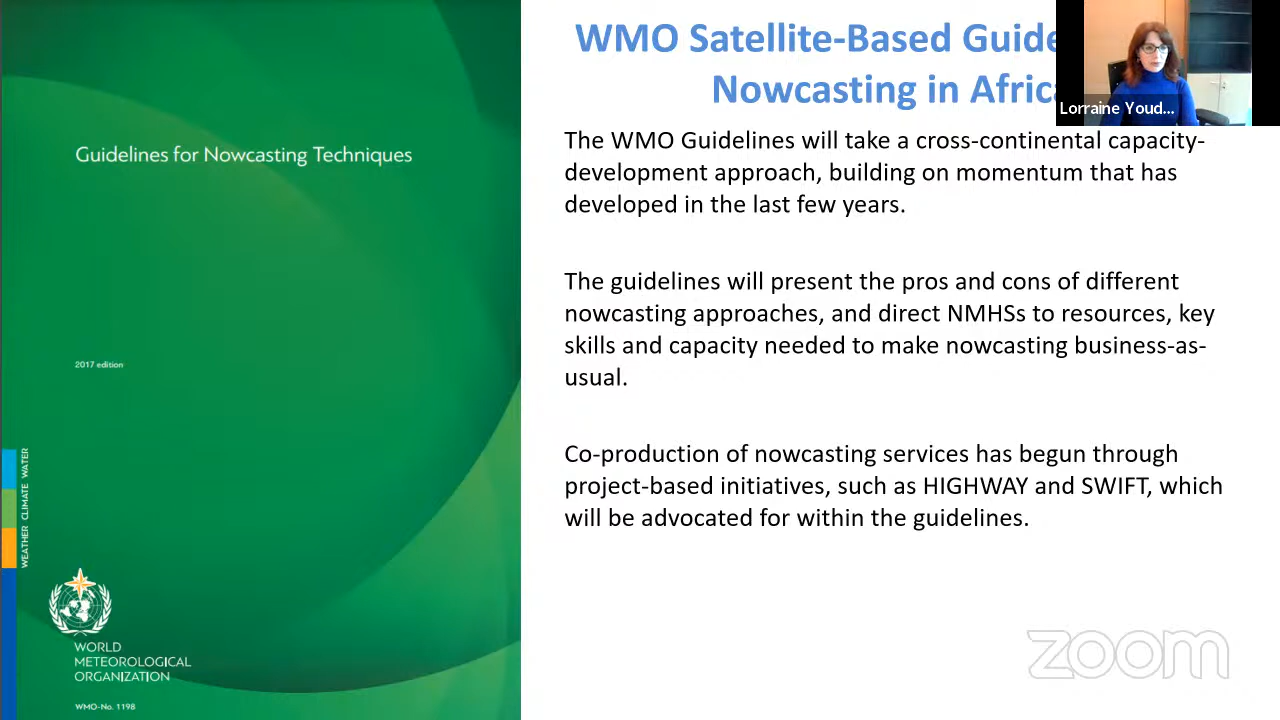 Guidelines for Nowcasting Techniques
2017 edition
WEATHER CLIMATE WATER
WORLD
METEOROLOGICAL
ORGANIZATION
WMO-No. 1198
WMO Satellite-Based Guide
Nowcasting in Africa
Lorraine Youd...
The WMO Guidelines will take a cross-continental capacity-
development approach, building on momentum that has
developed in the last few years.
The guidelines will present the pros and cons of different
nowcasting approaches, and direct NMHSs to resources, key
skills and capacity needed to make nowcasting business-as-
usual.
Co-production of nowcasting services has begun through
project-based initiatives, such as HIGHWAY and SWIFT, which
will be advocated for within the guidelines.
zoom